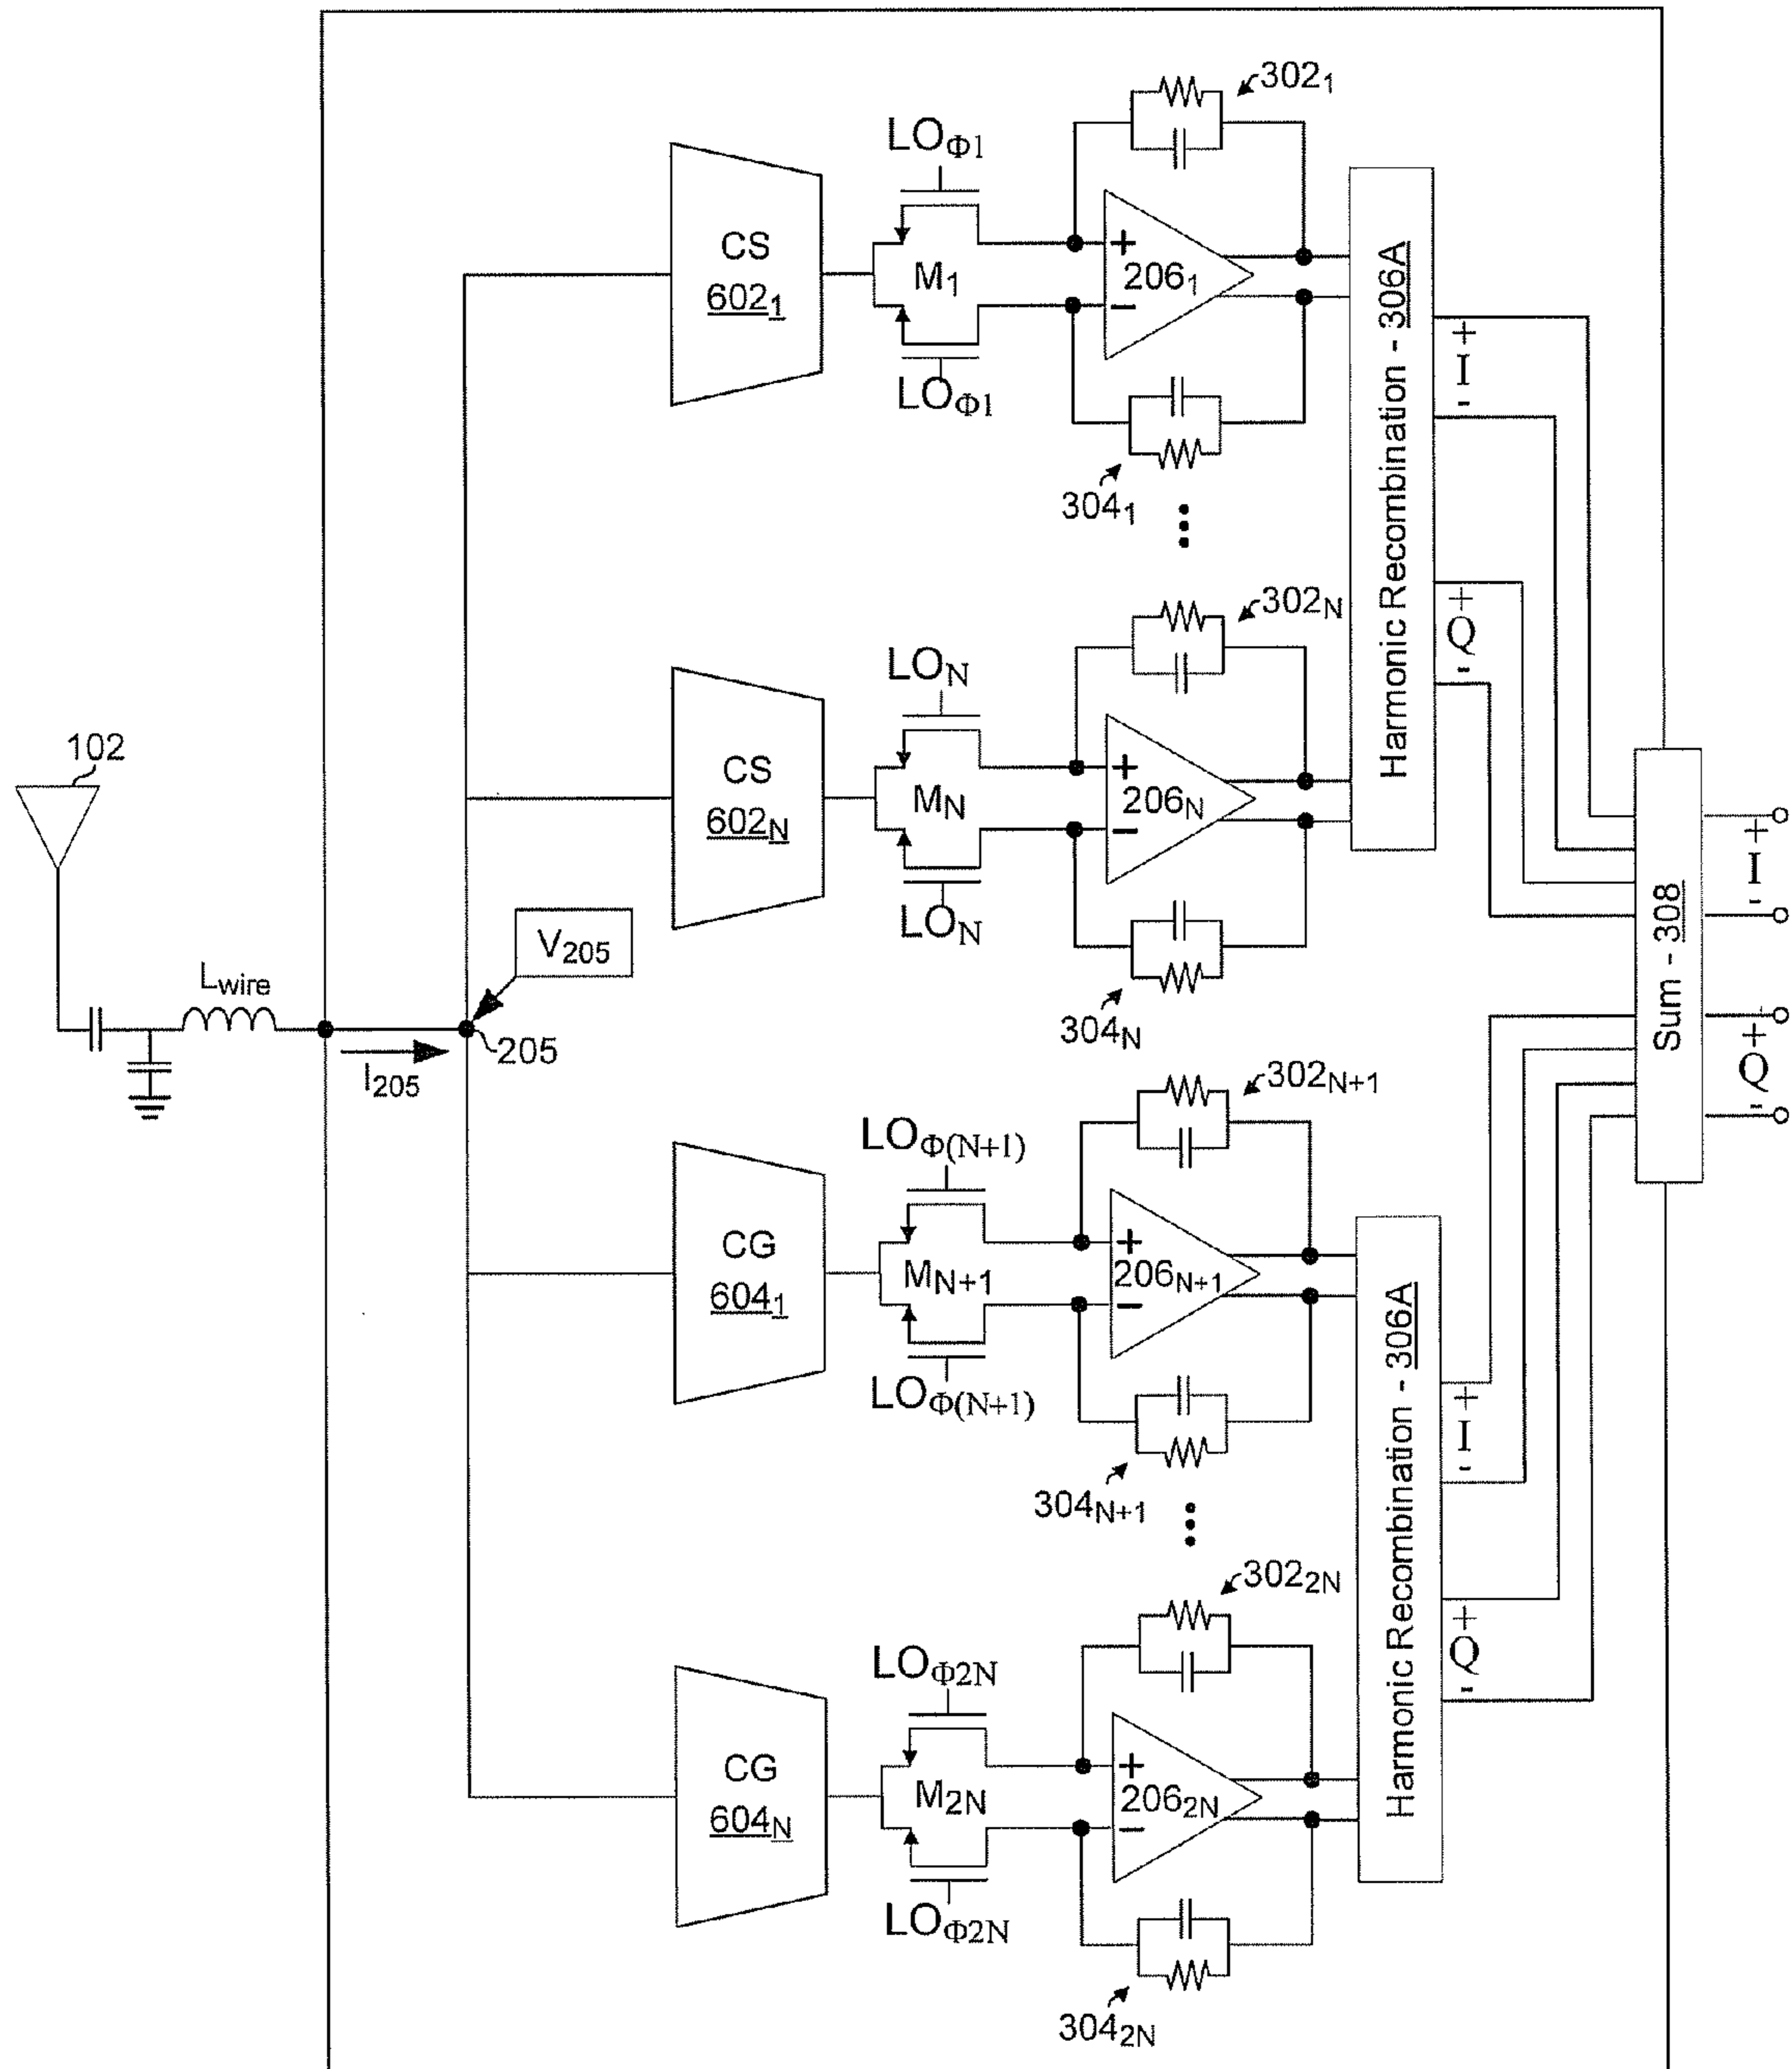 302₁
LOΦ1
CS
602₁
M₁
+
206₁
-
LOΦ1
304₁
Harmonic Recombination - 306A
+
I
-
+
Q
-
302N
LON
CS
602N
MN
+
206N
-
LON
304N
102
Lwire
V205
205
I205
Sum - 308
+
I
-
+
Q
-
302N+1
LOΦ(N+1)
CG
604₁
MN+1
+
206N+1
-
LOΦ(N+1)
304N+1
Harmonic Recombination - 306A
+
I
-
+
Q
-
3022N
LOΦ2N
CG
604N
M2N
+
2062N
-
LOΦ2N
3042N